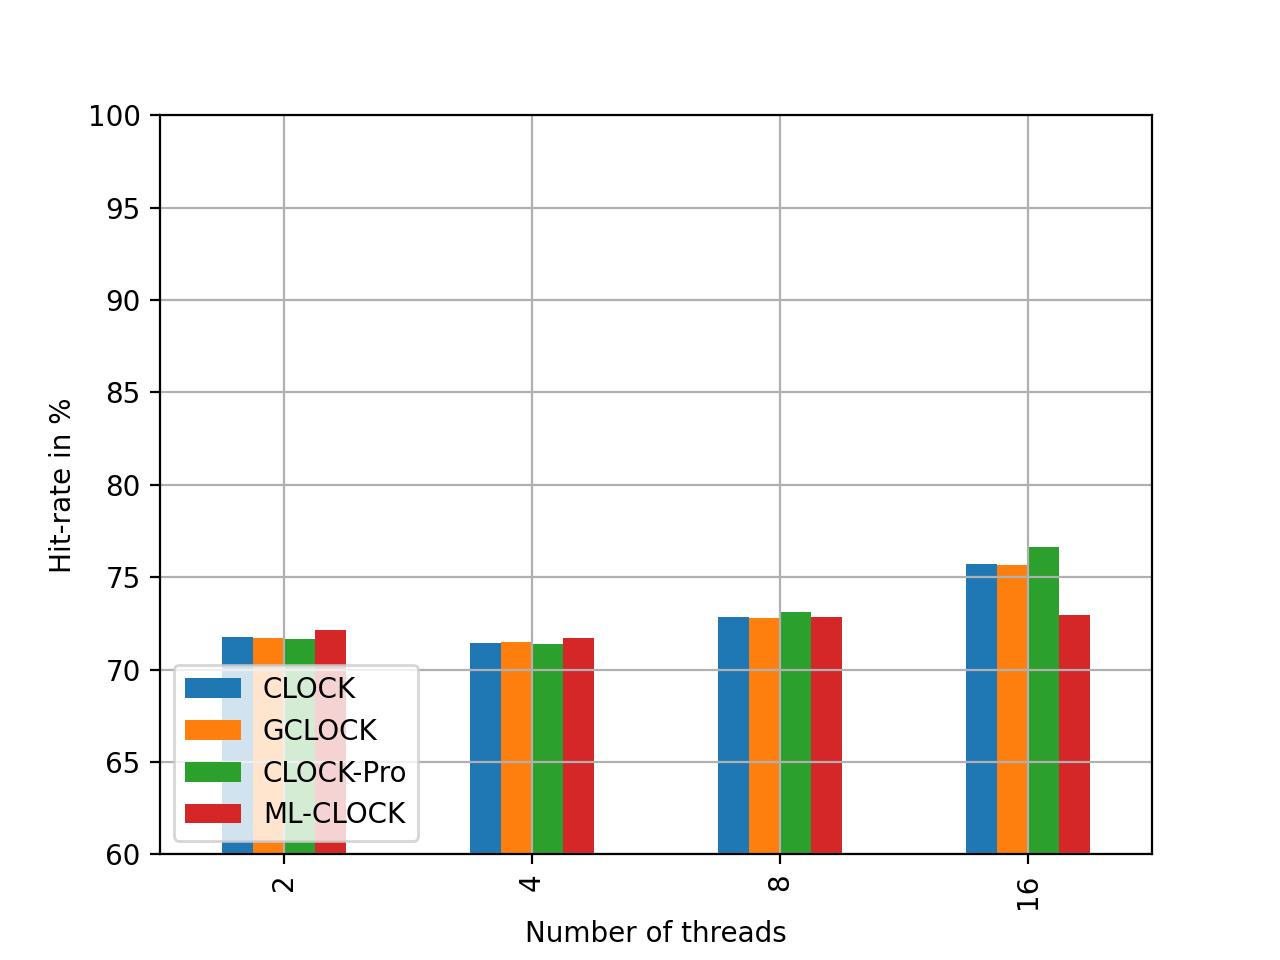 100
95
90
85
80
75
70
65
60
Hit-rate in %
CLOCK
GCLOCK
CLOCK-Pro
ML-CLOCK
2
4
8
16
Number of threads